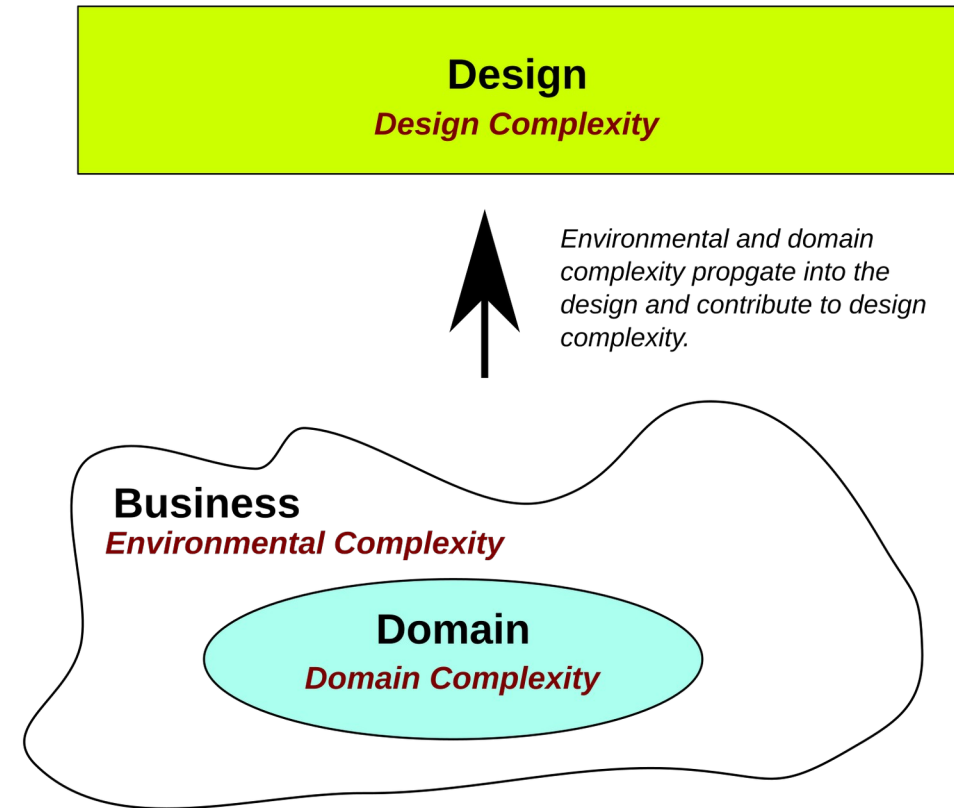 Design
Design Complexity
Environmental and domain
complexity propgate into the
design and contribute to design
complexity.
Business
Environmental Complexity
Domain
Domain Complexity